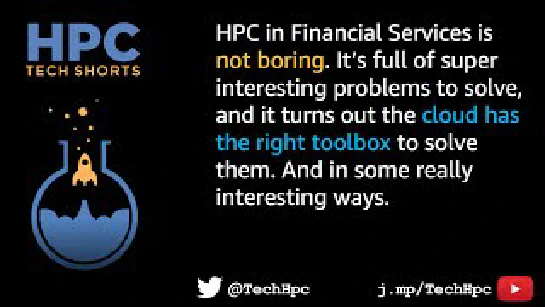 HPC
TECH SHORTS
HPC in Financial Services is
not boring. It’s full of super
interesting problems to solve,
and it turns out the cloud has
the right toolbox to solve
them. And in some really
interesting ways.
@TechHpc
j.mp/TechHpc